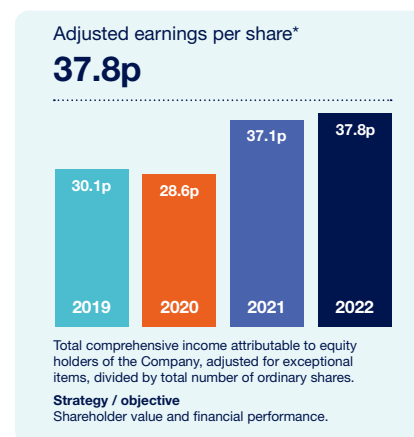 Adjusted earnings per share*
37.8p
30.1p
28.6p
37.1p
37.8p
2019
2020
2021
2022
Total comprehensive income attributable to equity
holders of the Company, adjusted for exceptional
items, divided by total number of ordinary shares.
Strategy / objective
Shareholder value and financial performance.